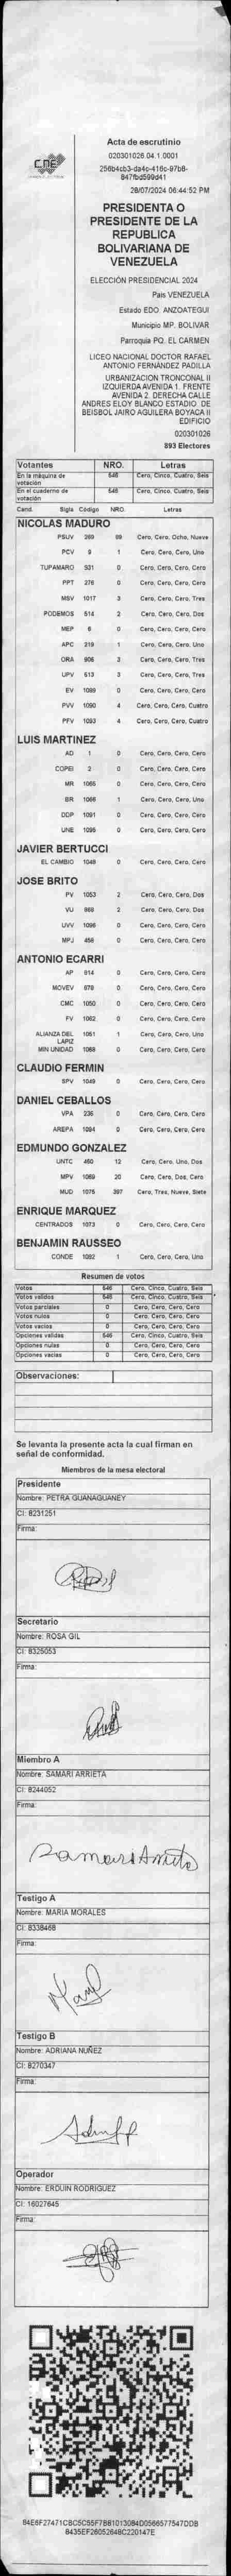 CNE
Acta de escrutinio
020301026.04.1.0001
256b4cb3-da4c-416c-97b8-
847fbd599d41
28/07/2024 06:44:52 PM
PRESIDENTA O
PRESIDENTE DE LA
REPUBLICA
BOLIVARIANA DE
VENEZUELA
ELECCIÓN PRESIDENCIAL 2024
Pais VENEZUELA
Estado EDO. ANZOATEGUI
Municipio MP. BOLIVAR
Parroquia PQ. EL CARMEN
LICEO NACIONAL DOCTOR RAFAEL
ANTONIO FERNÁNDEZ PADILLA
URBANIZACION TRONCONAL II
IZQUIERDA AVENIDA 1. FRENTE
AVENIDA 2. DERECHA CALLE
ANDRES ELOY BLANCO ESTADIO DE
BEISBOL JAIRO AGUILERA BOYACA II
EDIFICIO
020301026
893 Electores
Votantes NRO. Letras
En la máquina de votación 546 Cero, Cinco, Cuatro, Seis
En el cuaderno de votación 546 Cero, Cinco, Cuatro, Seis
Cand. Sigla Código NRO. Letras
NICOLAS MADURO
PSUV 89 Cero, Cero, Ocho, Nueve
PCV 9 1 Cero, Cero, Cero, Uno
TUPAMARO 931 0 Cero, Cero, Cero, Cero
PPT 276 0 Cero, Cero, Cero, Cero
MSV 1017 3 Cero, Cero, Cero, Tres
PODEMOS 514 2 Cero, Cero, Cero, Dos
MEP 6 0 Cero, Cero, Cero, Cero
APC 219 1 Cero, Cero, Cero, Uno
ORA 906 3 Cero, Cero, Cero, Tres
UPV 513 3 Cero, Cero, Cero, Tres
EV 1099 0 Cero, Cero, Cero, Cero
PVV 1090 4 Cero, Cero, Cero, Cuatro
PFV 1093 4 Cero, Cero, Cero, Cuatro
LUIS MARTINEZ
AD 1 0 Cero, Cero, Cero, Cero
COPEI 3 0 Cero, Cero, Cero, Cero
MR 1065 0 Cero, Cero, Cero, Cero
BR 1066 1 Cero, Cero, Cero, Uno
DDP 1091 0 Cero, Cero, Cero, Cero
UNE 1095 0 Cero, Cero, Cero, Cero
JAVIER BERTUCCI
EL CAMBIO 1048 0 Cero, Cero, Cero, Cero
JOSE BRITO
PV 1053 2 Cero, Cero, Cero, Dos
VU 868 2 Cero, Cero, Cero, Dos
UVV 1096 0 Cero, Cero, Cero, Cero
MPJ 456 0 Cero, Cero, Cero, Cero
ANTONIO ECARRI
AP 914 0 Cero, Cero, Cero, Cero
MOVEV 979 0 Cero, Cero, Cero, Cero
CMC 1050 0 Cero, Cero, Cero, Cero
FV 1062 0 Cero, Cero, Cero, Cero
ALIANZA DEL LAPIZ 1051 1 Cero, Cero, Cero, Uno
MIN UNIDAD 1068 0 Cero, Cero, Cero, Cero
CLAUDIO FERMIN
SPV 1049 0 Cero, Cero, Cero, Cero
DANIEL CEBALLOS
VPA 236 0 Cero, Cero, Cero, Cero
AREPA 1094 0 Cero, Cero, Cero, Cero
EDMUNDO GONZALEZ
UNTC 460 12 Cero, Cero, Uno, Dos
MPV 1069 20 Cero, Cero, Dos, Cero
MUD 1075 397 Cero, Tres, Nueve, Siete
ENRIQUE MARQUEZ
CENTRADOS 1073 0 Cero, Cero, Cero, Cero
BENJAMIN RAUSSEO
CONDE 1092 1 Cero, Cero, Cero, Uno
Resumen de votos
Votos 546 Cero, Cinco, Cuatro, Seis
Votos validos 546 Cero, Cinco, Cuatro, Seis
Votos parciales 0 Cero, Cero, Cero, Cero
Votos nulos 0 Cero, Cero, Cero, Cero
Votos vacios 0 Cero, Cero, Cero, Cero
Opciones validas 546 Cero, Cinco, Cuatro, Seis
Opciones nulas 0 Cero, Cero, Cero, Cero
Opciones vacias 0 Cero, Cero, Cero, Cero
Observaciones:
Se levanta la presente acta la cual firman en
señal de conformidad.
Miembros de la mesa electoral
Presidente
Nombre: PETRA GUANAGUANEY
CI: 8231251
Firma:
Secretario
Nombre: ROSA GIL
CI: 8325053
Firma:
Miembro A
Nombre: SAMARI ARRIETA
CI: 8244052
Firma:
Testigo A
Nombre: MARIA MORALES
CI: 8338468
Firma:
Testigo B
Nombre: ADRIANA NUÑEZ
CI: 8270347
Firma:
Operador
Nombre: ERDUIN RODRIGUEZ
CI: 16027645
Firma:
84E6F27471CBC5C55F7B81013084D0566577547DDB
8435EF26052648C220147E